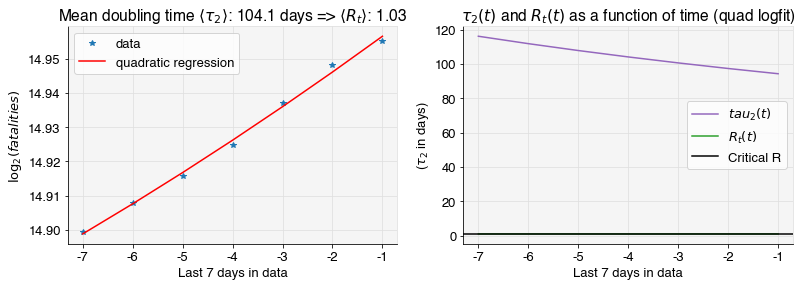 Mean doubling time ⟨τ₂⟩: 104.1 days => ⟨Rₜ⟩: 1.03
data
quadratic regression
log₂(fatalities)
14.95
14.94
14.93
14.92
14.91
14.90
-7 -6 -5 -4 -3 -2 -1
Last 7 days in data
τ₂(t) and Rₜ(t) as a function of time (quad logfit)
tau₂(t)
Rₜ(t)
Critical R
(τ₂ in days)
120
100
80
60
40
20
0
-7 -6 -5 -4 -3 -2 -1
Last 7 days in data